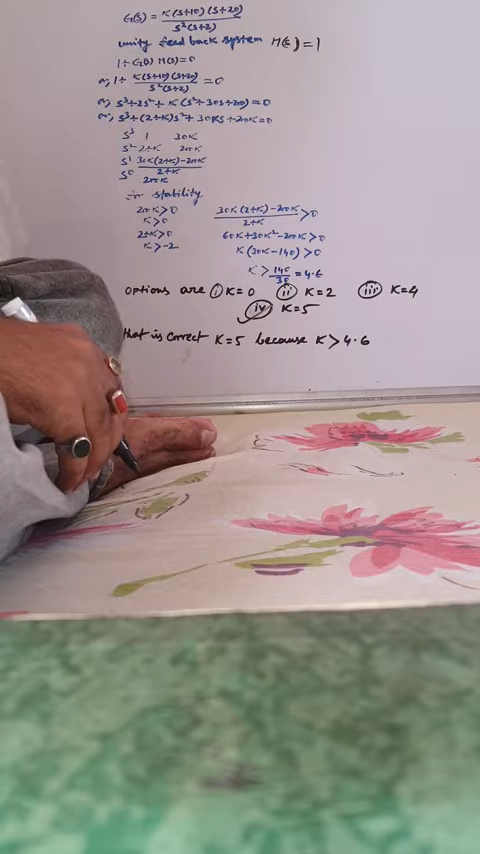 G(s) = K(s+10)(s+20) / s²(s+2)
unity feed back system H(s) = 1
1 + G(s) H(s) = 0
or, 1 + K(s+10)(s+20) / s²(s+2) = 0
or, s³+2s² + K(s²+30s+200) = 0
or, s³+(2+K)s² + 30Ks + 200K = 0
s³ 1 30K
s² 2+K 200K
s¹ 30K(2+K)-200K / 2+K
s⁰ 200K
for stability
200K > 0 30K(2+K)-200K / 2+K > 0
K > 0
2+K > 0 60K+30K²-200K > 0
K > -2 K(30K-140) > 0
K > 140/30 = 4.6
options are (i) K=0 (ii) K=2 (iii) K=4
(iv) K=5
that is correct K=5 because K > 4.6